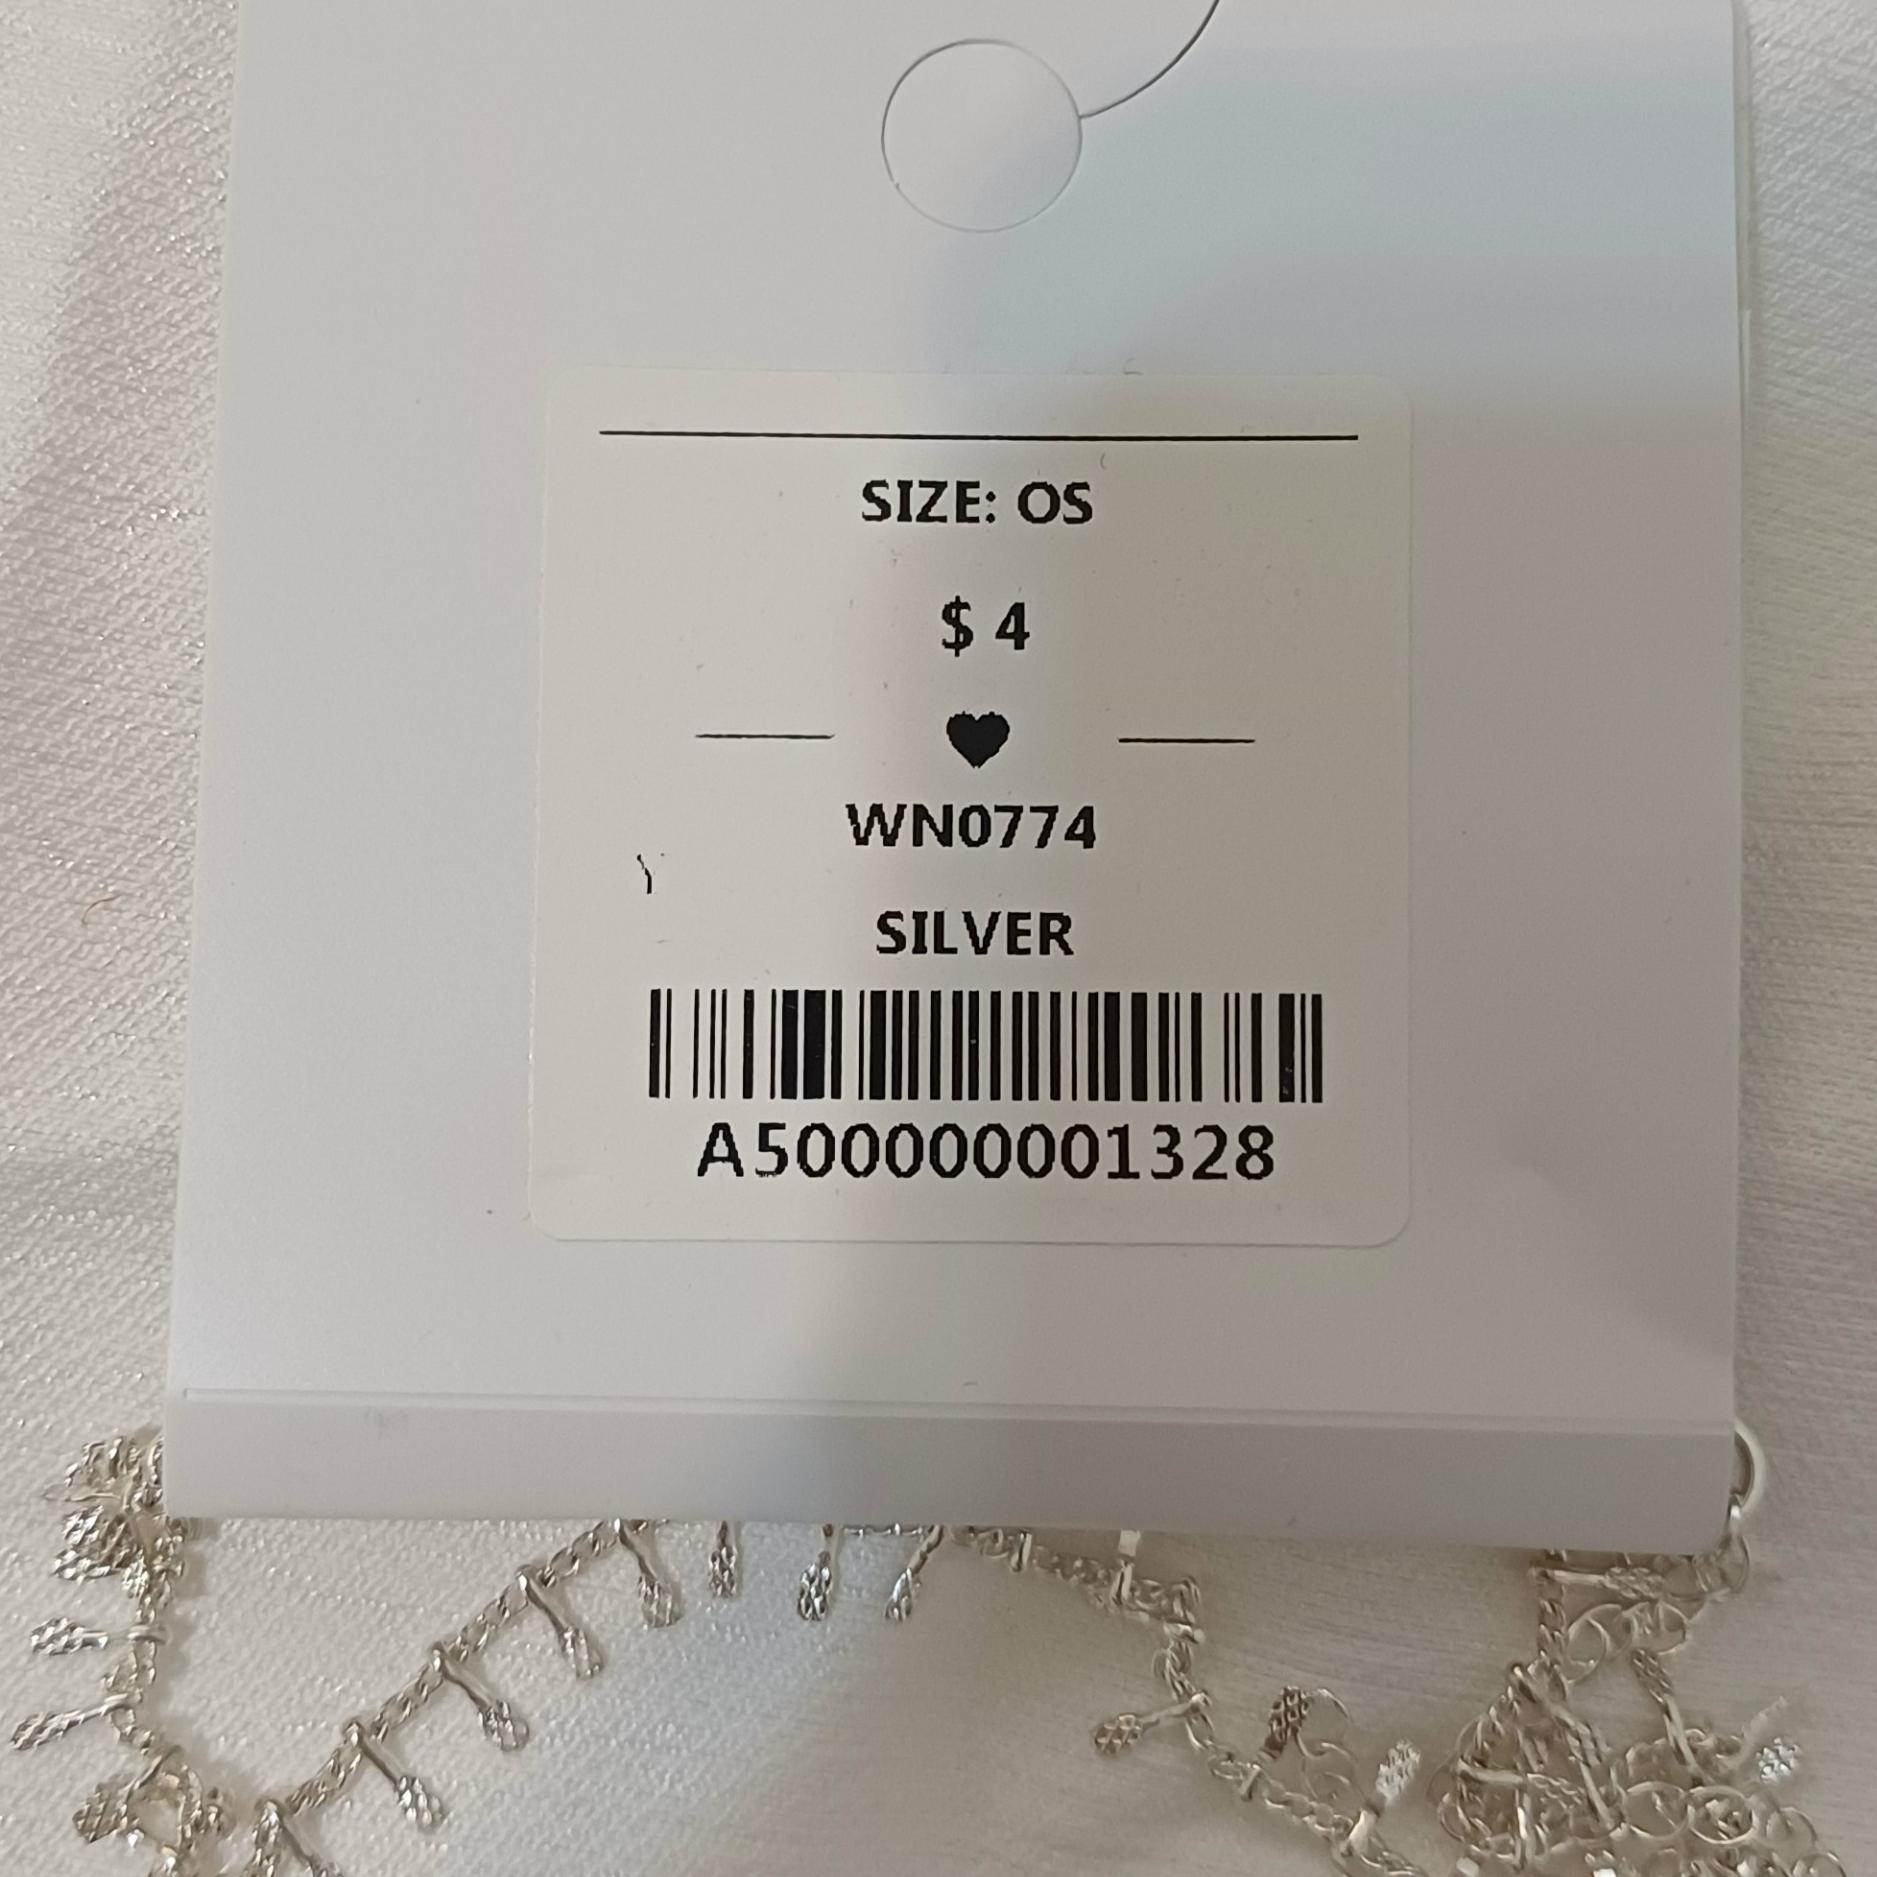 SIZE: OS
$ 4
WN0774
SILVER
A500000001328